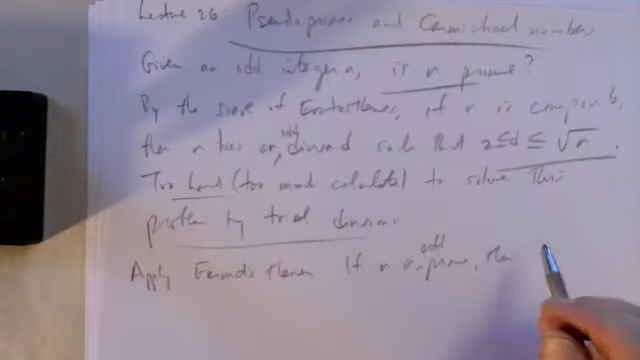 Lecture 26: Pseudoprimes and Carmichael numbers
Given an odd integer n, is n prime?
By the sieve of Eratosthenes, if n is composite,
then n has an odd divisor d such that 2 ≤ d ≤ √n.
Too hard (too much calculation) to solve this
problem by trial division.
Apply Fermat's theorem If n is odd prime, then